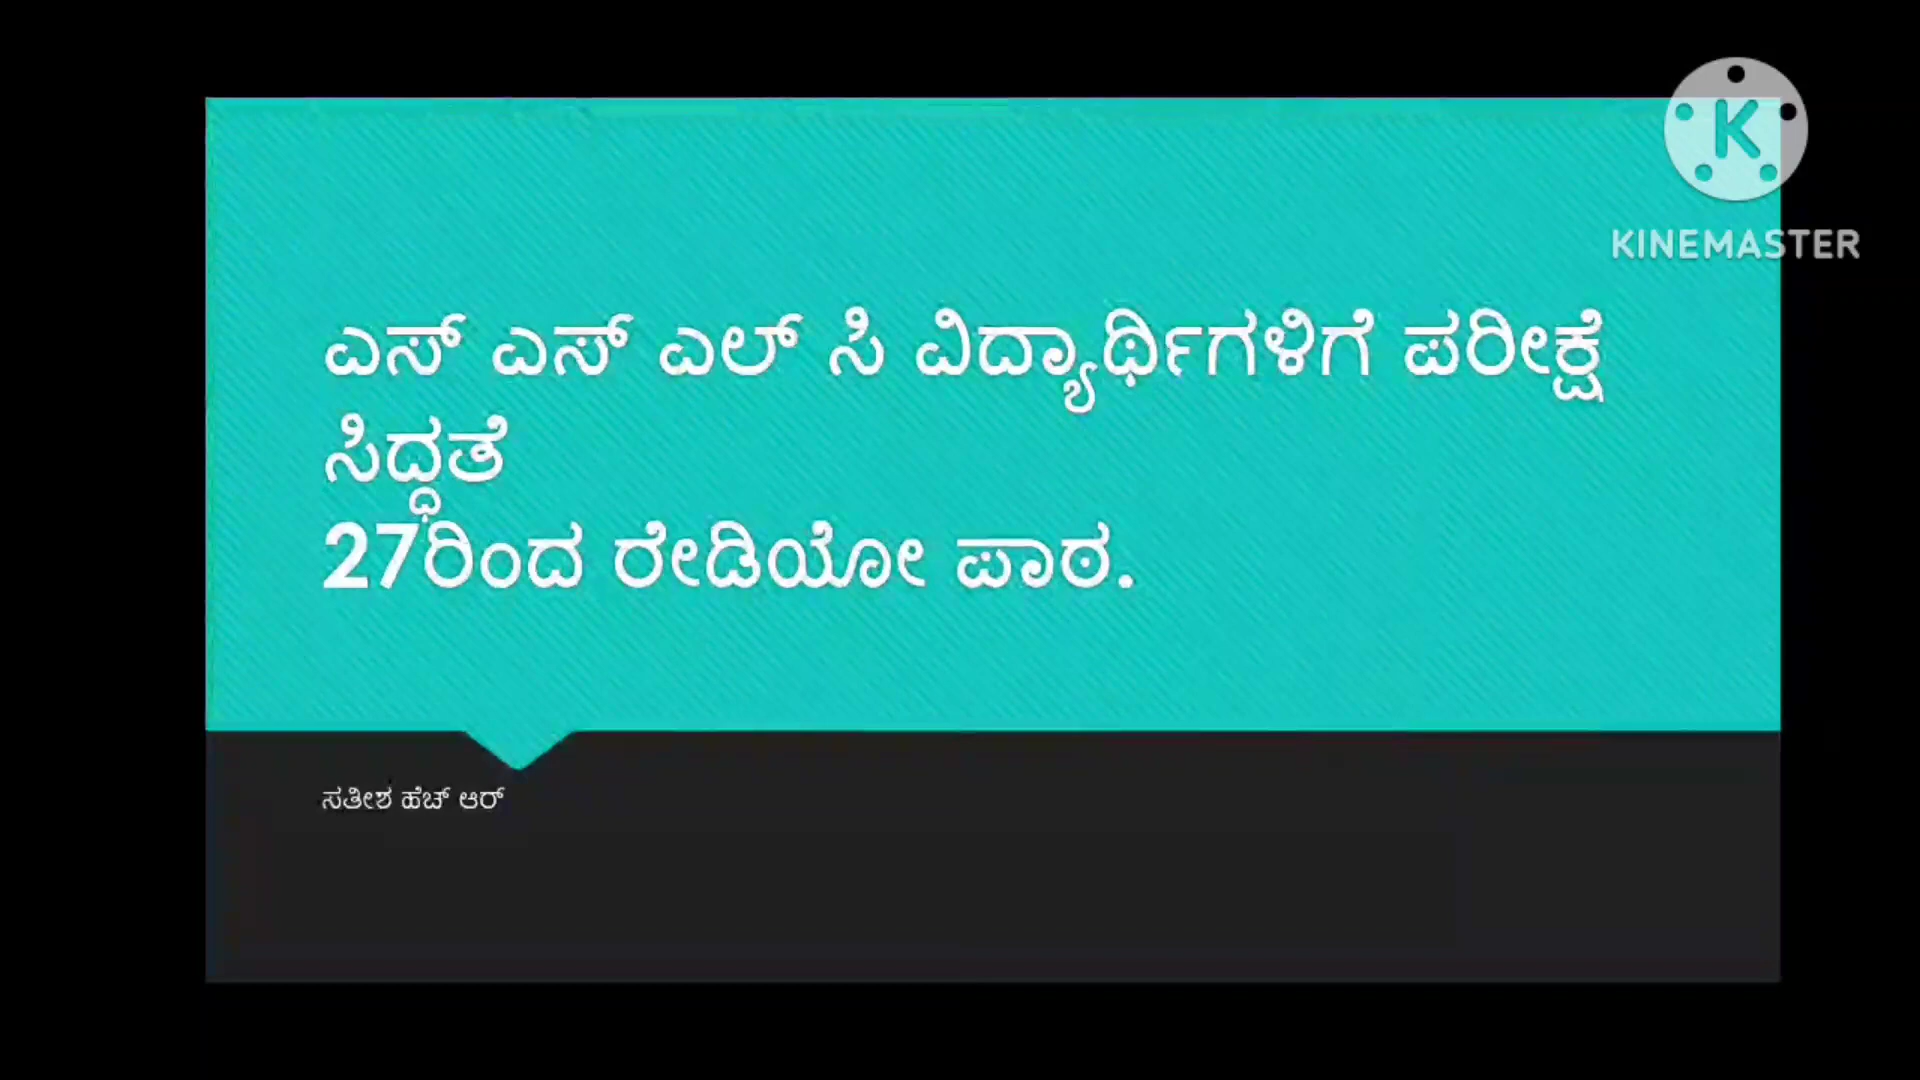 K
KINEMASTER
ಎಸ್ ಎಸ್ ಎಲ್ ಸಿ ವಿದ್ಯಾರ್ಥಿಗಳಿಗೆ ಪರೀಕ್ಷೆ
ಸಿದ್ಧತೆ
27ರಿಂದ ರೇಡಿಯೋ ಪಾಠ.
ಸತೀಶ ಹೆಚ್ ಆರ್